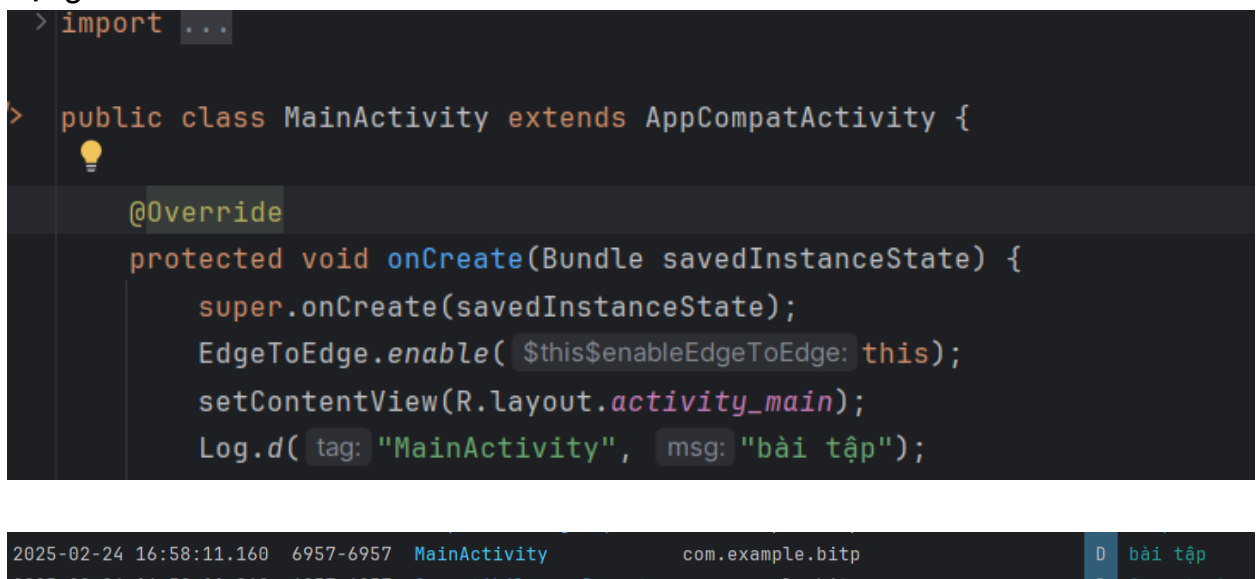 import ...
public class MainActivity extends AppCompatActivity {
@Override
protected void onCreate(Bundle savedInstanceState) {
super.onCreate(savedInstanceState);
EdgeToEdge.enable( $this$enableEdgeToEdge: this);
setContentView(R.layout.activity_main);
Log.d( tag: "MainActivity", msg: "bài tập");
2025-02-24 16:58:11.160 6957-6957 MainActivity com.example.bitp D bài tập